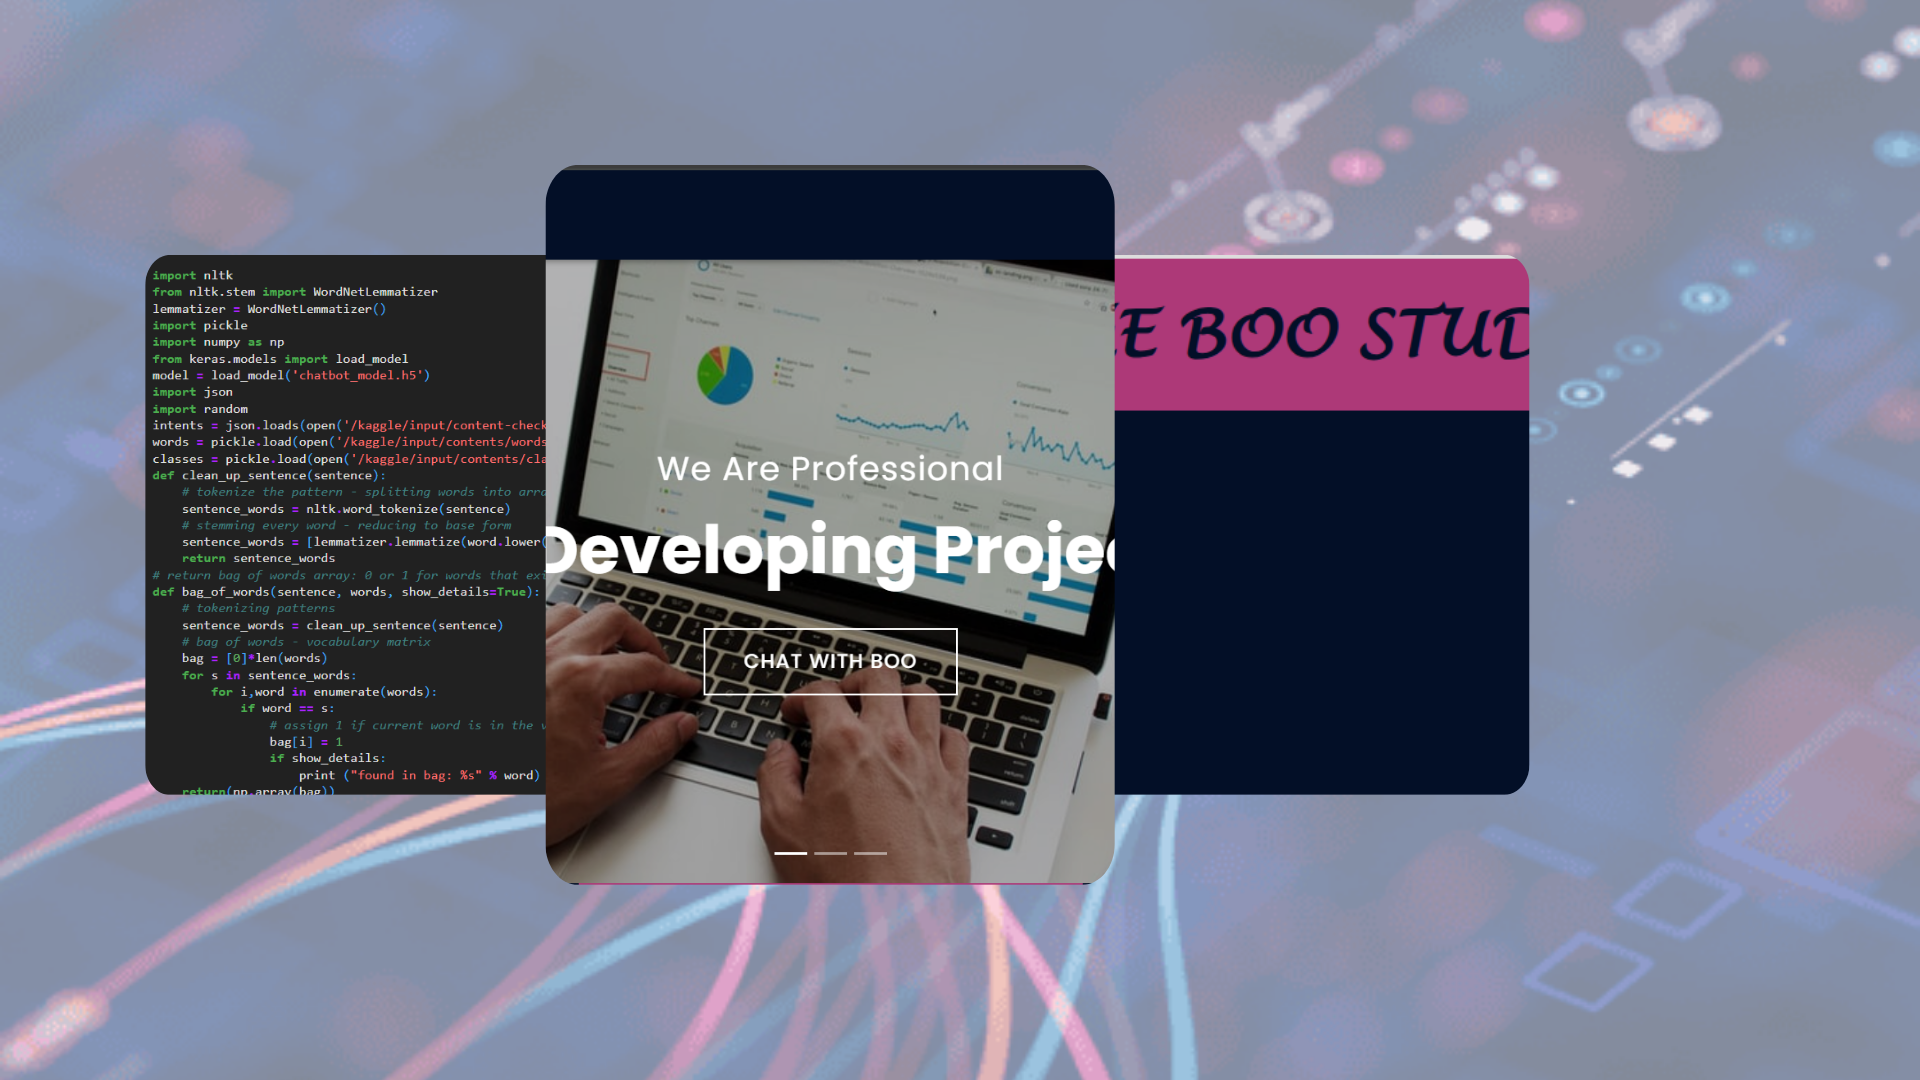 import nltk
from nltk.stem import WordNetLemmatizer
lemmatizer = WordNetLemmatizer()
import pickle
import numpy as np
from keras.models import load_model
model = load_model('chatbot_model.h5')
import json
import random
intents = json.loads(open('/kaggle/input/content-check
words = pickle.load(open('/kaggle/input/contents/words
classes = pickle.load(open('/kaggle/input/contents/cla
def clean_up_sentence(sentence):
    # tokenize the pattern - splitting words into arra
    sentence_words = nltk.word_tokenize(sentence)
    # stemming every word - reducing to base form
    sentence_words = [lemmatizer.lemmatize(word.lower(
    return sentence_words
# return bag of words array: 0 or 1 for words that exi
def bag_of_words(sentence, words, show_details=True):
    # tokenizing patterns
    sentence_words = clean_up_sentence(sentence)
    # bag of words - vocabulary matrix
    bag = [0]*len(words)
    for s in sentence_words:
        for i,word in enumerate(words):
            if word == s:
                # assign 1 if current word is in the v
                bag[i] = 1
                if show_details:
                    print ("found in bag: %s" % word)
    return(np.array(bag))
We Are Professional
Developing Projec
CHAT WITH BOO
E BOO STUD